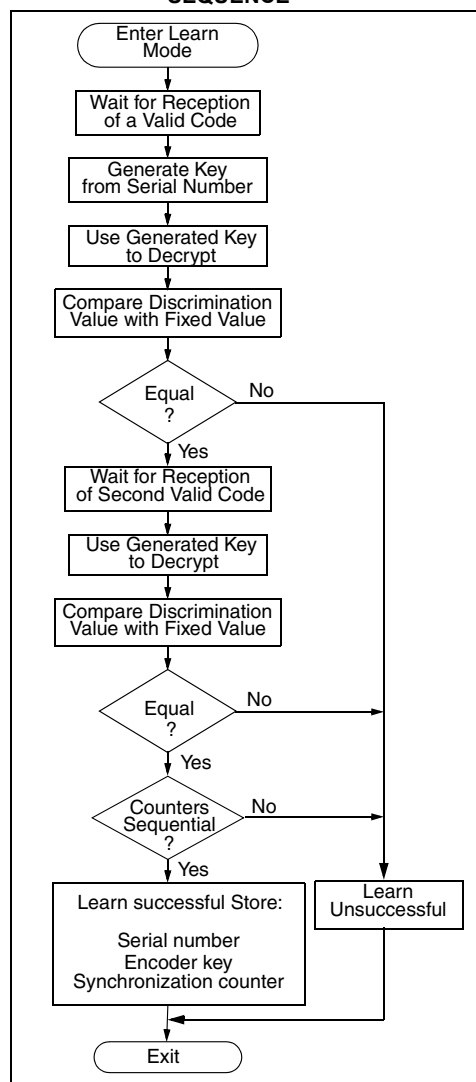 SEQUENCE
Enter Learn
Mode
Wait for Reception
of a Valid Code
Generate Key
from Serial Number
Use Generated Key
to Decrypt
Compare Discrimination
Value with Fixed Value
Equal
?
No
Yes
Wait for Reception
of Second Valid Code
Use Generated Key
to Decrypt
Compare Discrimination
Value with Fixed Value
Equal
?
No
Yes
Counters
Sequential
?
No
Yes
Learn successful Store:
Serial number
Encoder key
Synchronization counter
Learn
Unsuccessful
Exit